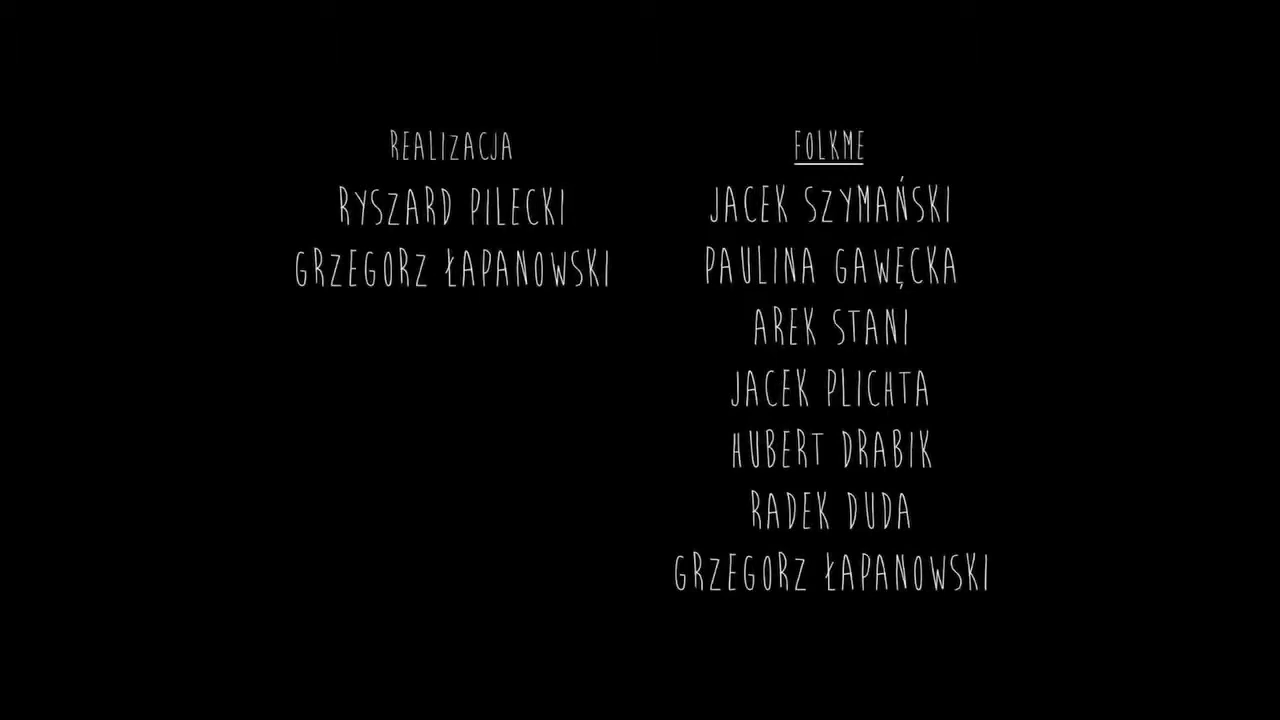 REALIZACJA
RYSZARD PILECKI
GRZEGORZ ŁAPANOWSKI
FOLKME
JACEK SZYMAŃSKI
PAULINA GAWĘCKA
AREK STANI
JACEK PLICHTA
HUBERT DRABIK
RADEK DUDA
GRZEGORZ ŁAPANOWSKI